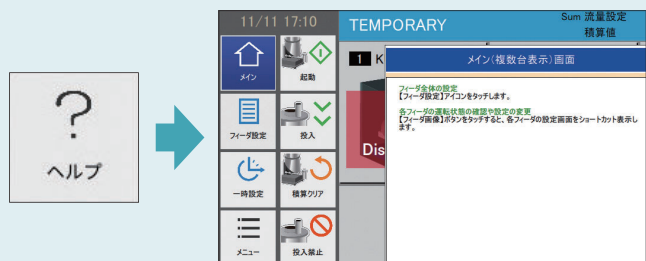 ?
ヘルプ
11/11 17:10
メイン
起動
フィーダ設定
投入
一時設定
積算クリア
メニュー
投入禁止
TEMPORARY
Sum 流量設定
積算値
1 K
Dis
メイン(複数台表示)画面
フィーダ全体の設定
【フィーダ設定】アイコンをタッチします。
各フィーダの運転状態の確認や設定の変更
【フィーダ画像】ボタンをタッチすると、各フィーダの設定画面をショートカット表示し
ます。